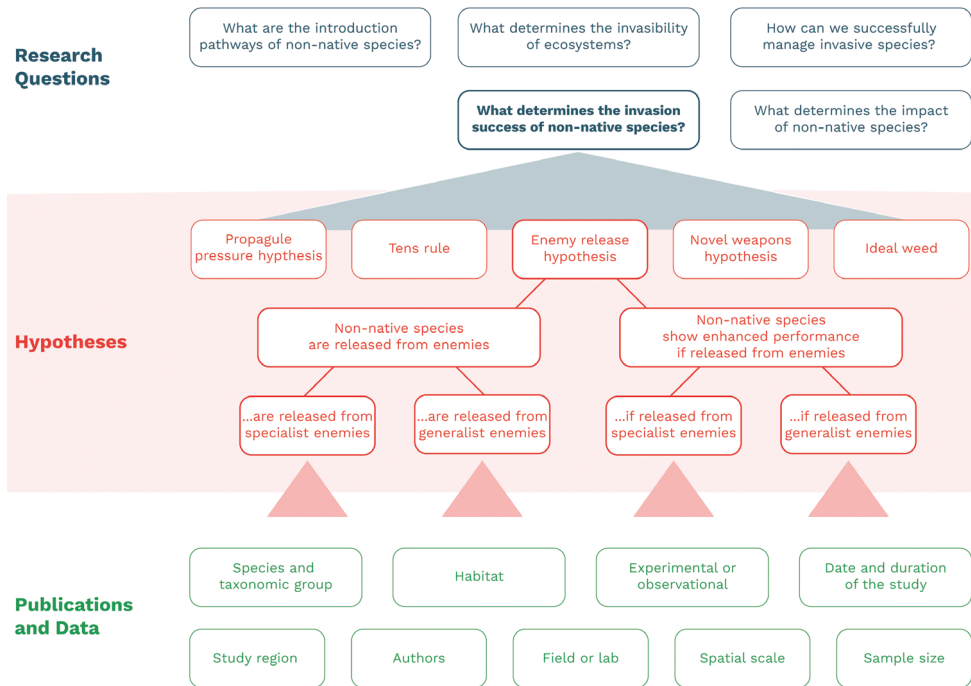 Research
Questions
What are the introduction
pathways of non-native species?
What determines the invasibility
of ecosystems?
How can we successfully
manage invasive species?
What determines the invasion
success of non-native species?
What determines the impact
of non-native species?
Hypotheses
Propagule
pressure hypthesis
Tens rule
Enemy release
hypothesis
Novel weapons
hypothesis
Ideal weed
Non-native species
are released from enemies
Non-native species
show enhanced performance
if released from enemies
...are released from
specialist enemies
...are released from
generalist enemies
...if released from
specialist enemies
...if released from
generalist enemies
Publications
and Data
Species and
taxonomic group
Habitat
Experimental or
observational
Date and duration
of the study
Study region
Authors
Field or lab
Spatial scale
Sample size